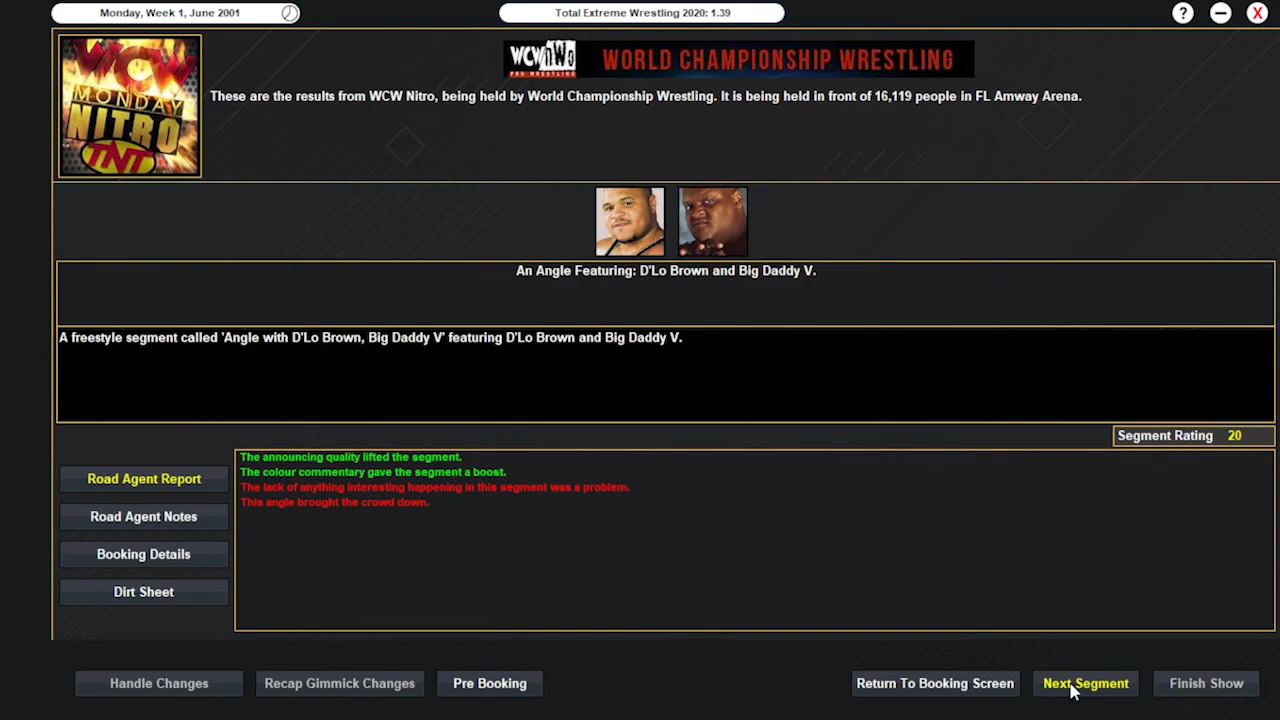 Monday, Week 1, June 2001
Total Extreme Wrestling 2020: 1.39
?
X
WCW
MONDAY
NITRO
TNT
WCW nWo
PRO WRESTLING
WORLD CHAMPIONSHIP WRESTLING
These are the results from WCW Nitro, being held by World Championship Wrestling. It is being held in front of 16,119 people in FL Amway Arena.
An Angle Featuring: D'Lo Brown and Big Daddy V.
A freestyle segment called 'Angle with D'Lo Brown, Big Daddy V' featuring D'Lo Brown and Big Daddy V.
Segment Rating 20
Road Agent Report
Road Agent Notes
Booking Details
Dirt Sheet
The announcing quality lifted the segment.
The colour commentary gave the segment a boost.
The lack of anything interesting happening in this segment was a problem.
This angle brought the crowd down.
Handle Changes
Recap Gimmick Changes
Pre Booking
Return To Booking Screen
Next Segment
Finish Show